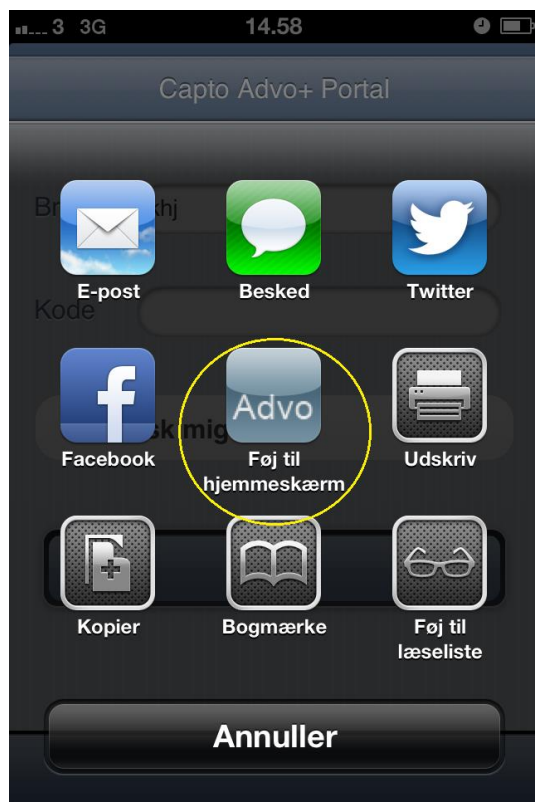 3 3G 14.58
Capto Advo+ Portal
khj
E-post Besked Twitter
Kode
Advo
Facebook Føj til hjemmeskærm Udskriv
Kopier Bogmærke Føj til læseliste
Annuller